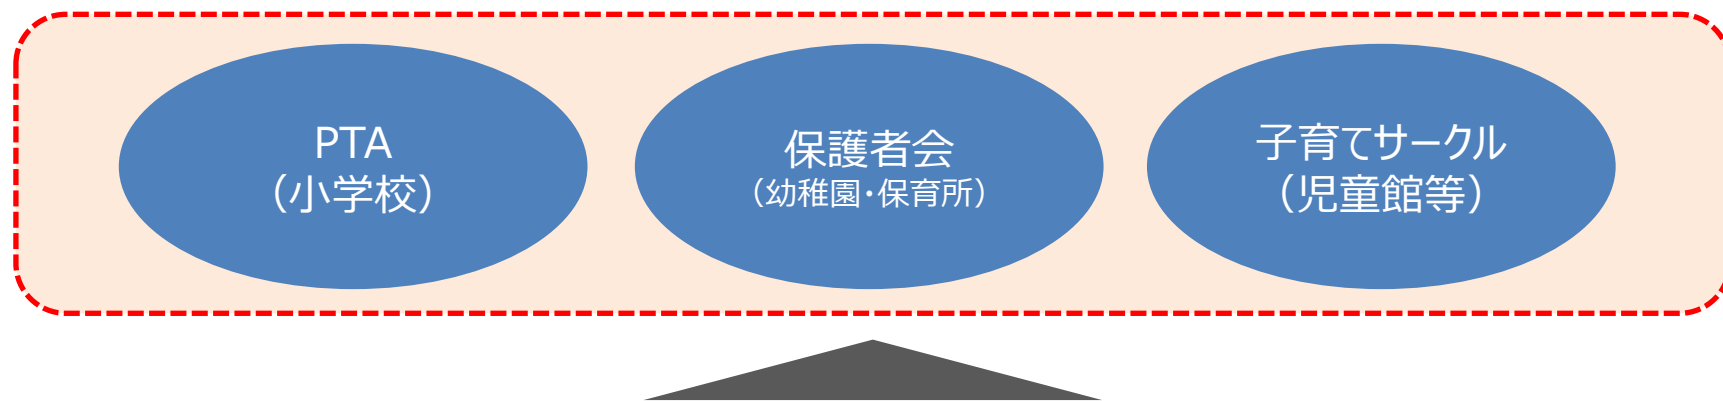 PTA
（小学校）
保護者会
（幼稚園・保育所）
子育てサークル
（児童館等）